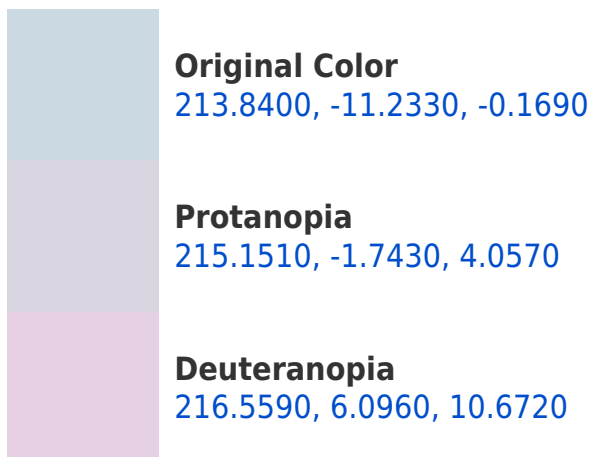 Original Color
213.8400, -11.2330, -0.1690
Protanopia
215.1510, -1.7430, 4.0570
Deuteranopia
216.5590, 6.0960, 10.6720